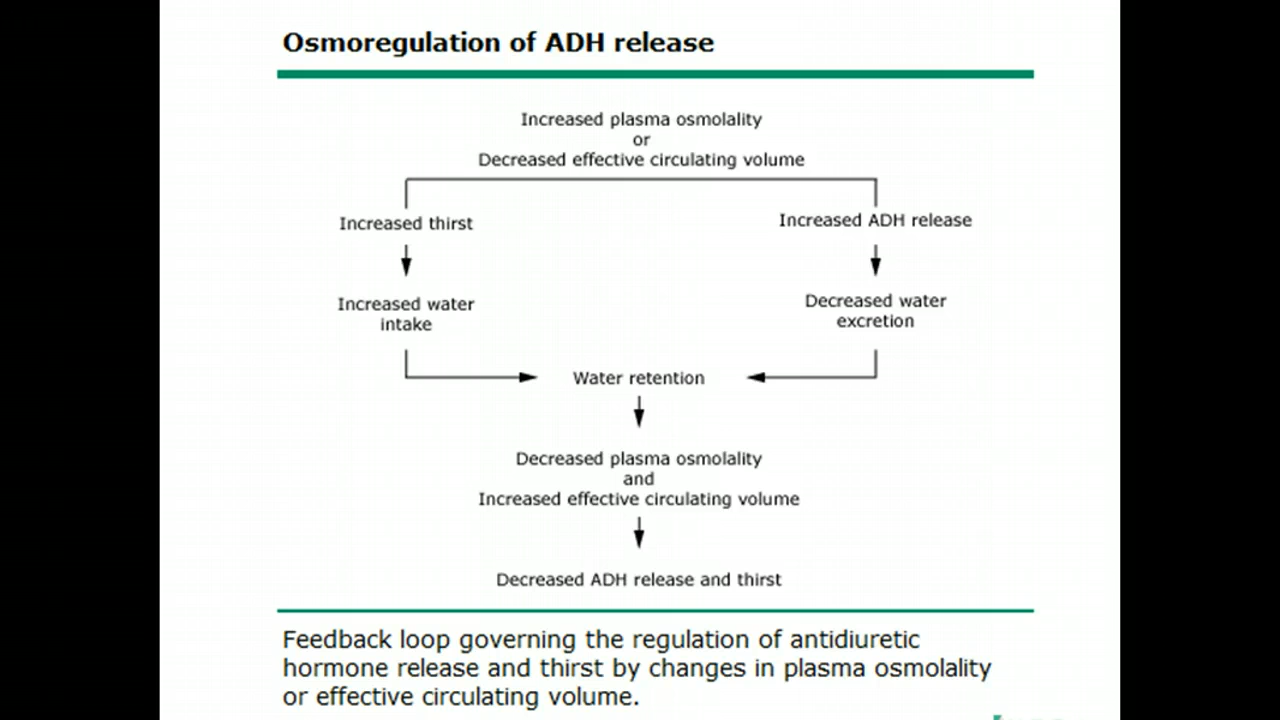 Osmoregulation of ADH release
Increased plasma osmolality
or
Decreased effective circulating volume
Increased thirst
Increased ADH release
Increased water
intake
Decreased water
excretion
Water retention
Decreased plasma osmolality
and
Increased effective circulating volume
Decreased ADH release and thirst
Feedback loop governing the regulation of antidiuretic
hormone release and thirst by changes in plasma osmolality
or effective circulating volume.